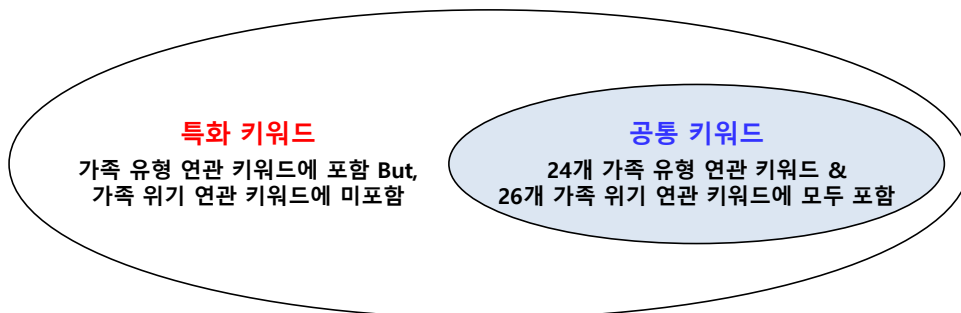 특화 키워드
가족 유형 연관 키워드에 포함 But,
가족 위기 연관 키워드에 미포함
공통 키워드
24개 가족 유형 연관 키워드 &
26개 가족 위기 연관 키워드에 모두 포함